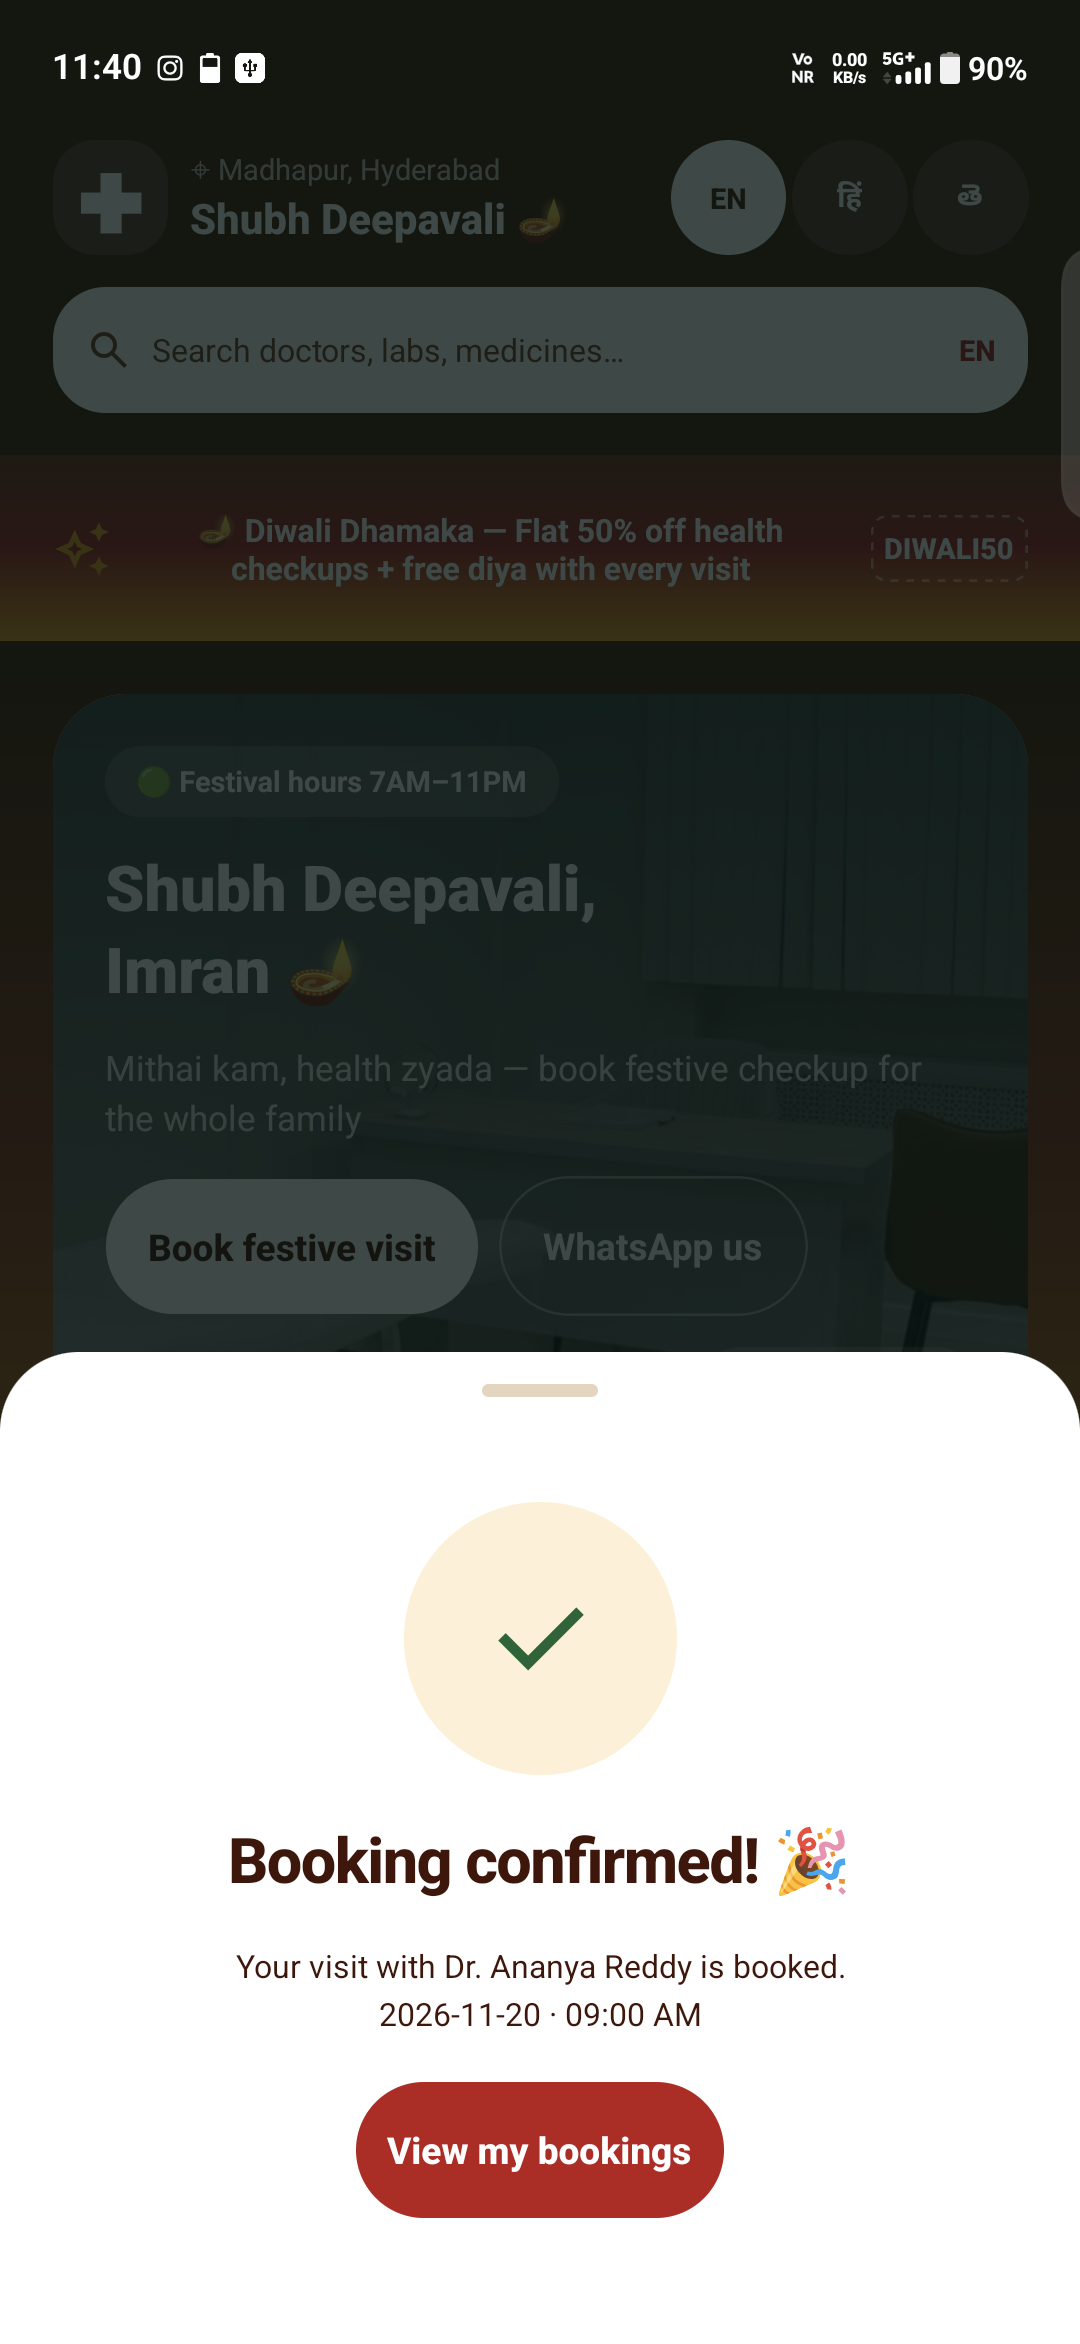 11:40
Vo NR
0.00 KB/s
5G+
90%
Madhapur, Hyderabad
Shubh Deepavali 🪔
EN
हिं
తె
Search doctors, labs, medicines...
EN
🪔 Diwali Dhamaka — Flat 50% off health
checkups + free diya with every visit
DIWALI50
Festival hours 7AM–11PM
Shubh Deepavali,
Imran 🪔
Mithai kam, health zyada — book festive checkup for
the whole family
Book festive visit
WhatsApp us
Booking confirmed! 🎉
Your visit with Dr. Ananya Reddy is booked.
2026-11-20 · 09:00 AM
View my bookings